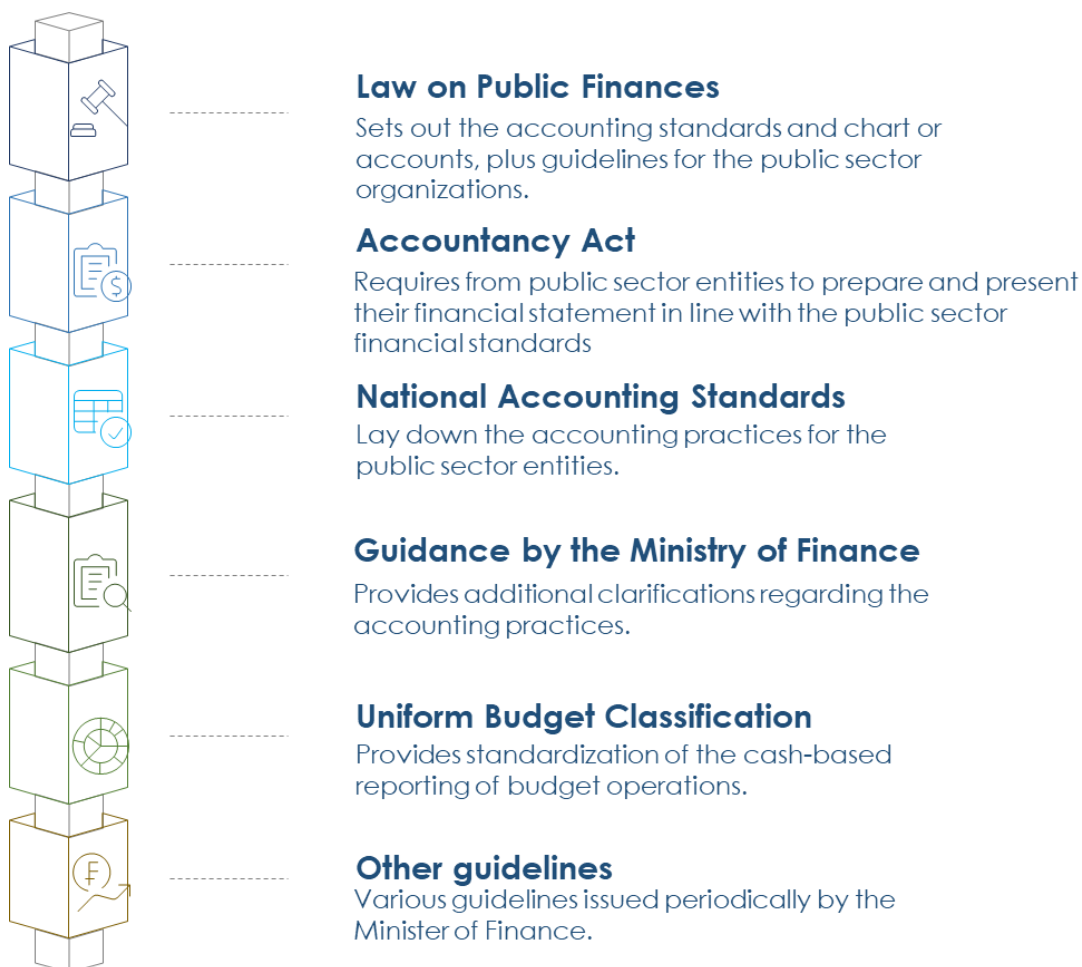 Law on Public Finances
Sets out the accounting standards and chart or
accounts, plus guidelines for the public sector
organizations.
Accountancy Act
Requires from public sector entities to prepare and present
their financial statement in line with the public sector
financial standards
National Accounting Standards
Lay down the accounting practices for the
public sector entities.
Guidance by the Ministry of Finance
Provides additional clarifications regarding the
accounting practices.
Uniform Budget Classification
Provides standardization of the cash-based
reporting of budget operations.
Other guidelines
Various guidelines issued periodically by the
Minister of Finance.